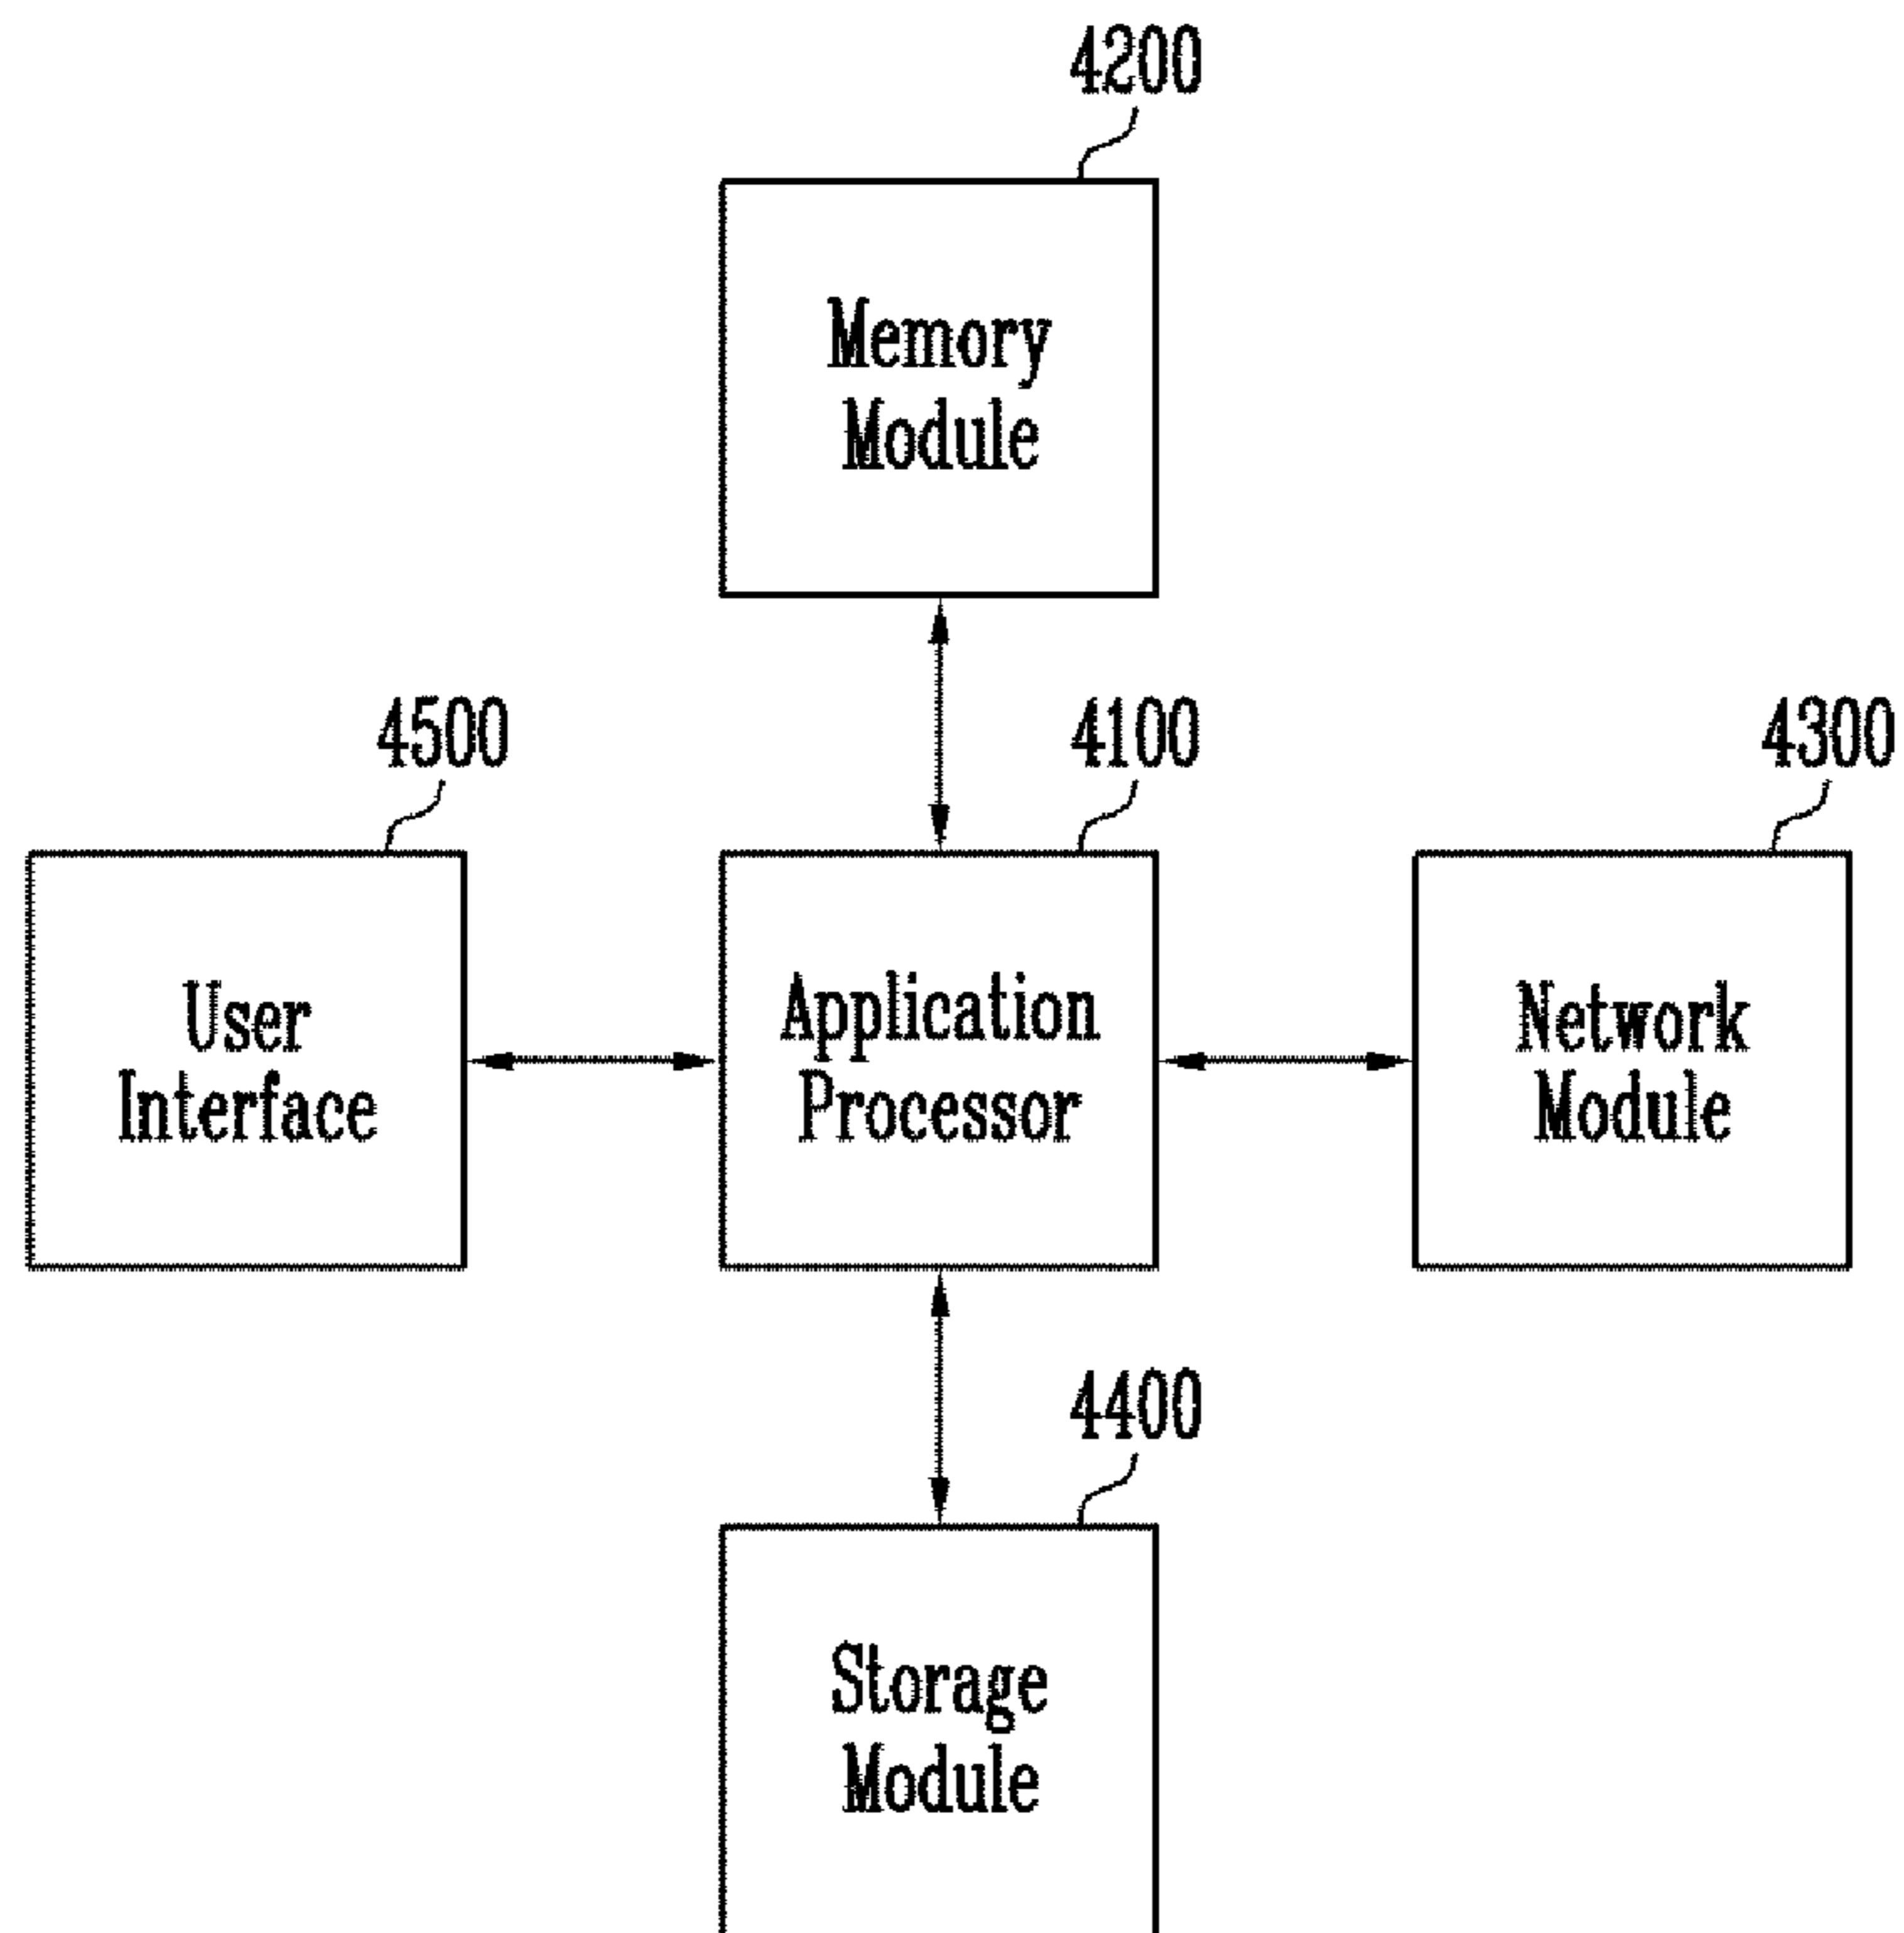 4200
Memory
Module
4500
4100
4300
User
Interface
Application
Processor
Network
Module
4400
Storage
Module